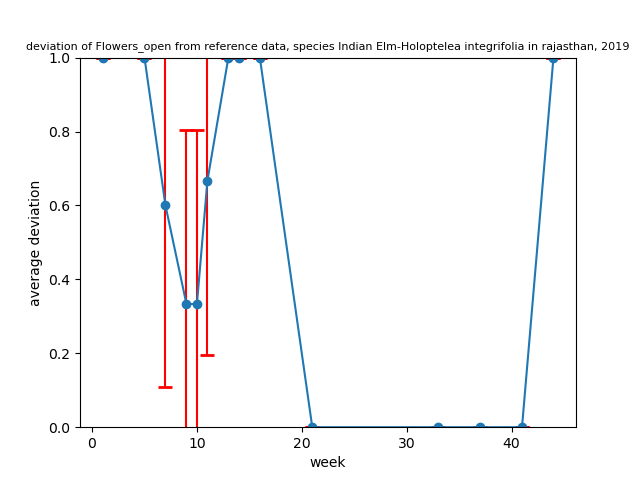 deviation of Flowers_open from reference data, species Indian Elm-Holoptelea integrifolia in rajasthan, 2019
1.0
0.8
0.6
0.4
0.2
0.0
average deviation
0 10 20 30 40
week